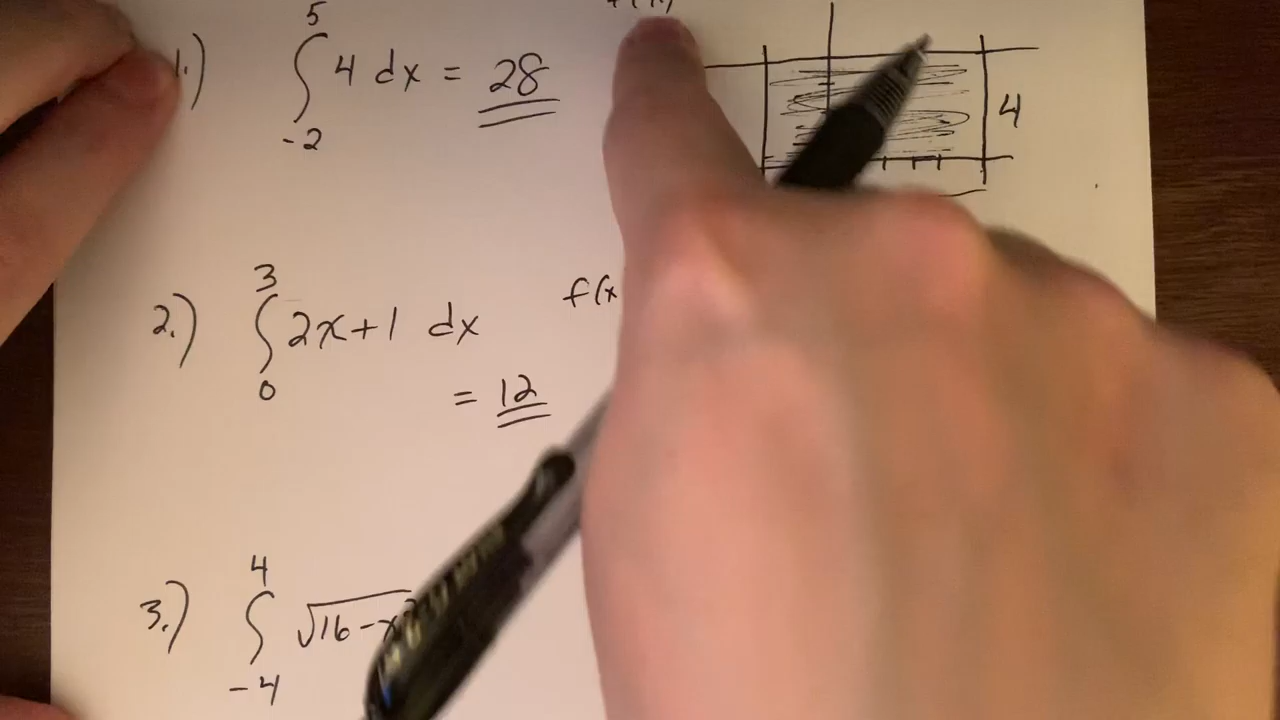 1.) ∫_{-2}^{5} 4 dx = 28
4
2.) ∫_{0}^{3} 2x+1 dx
f(x
= 12
3.) ∫_{-4}^{4} √16-x